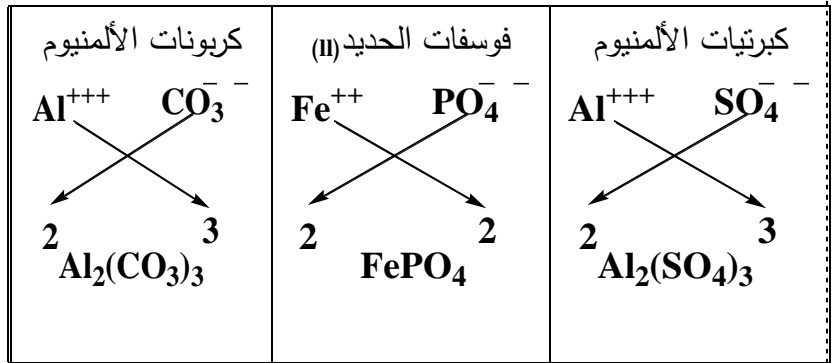 كبرتيات الألمنيوم
Al+++ SO4– –
2 3
Al2(SO4)3
فوسفات الحديد(II)
Fe++ PO4– –
2 2
FePO4
كربونات الألمنيوم
Al+++ CO3– –
2 3
Al2(CO3)3